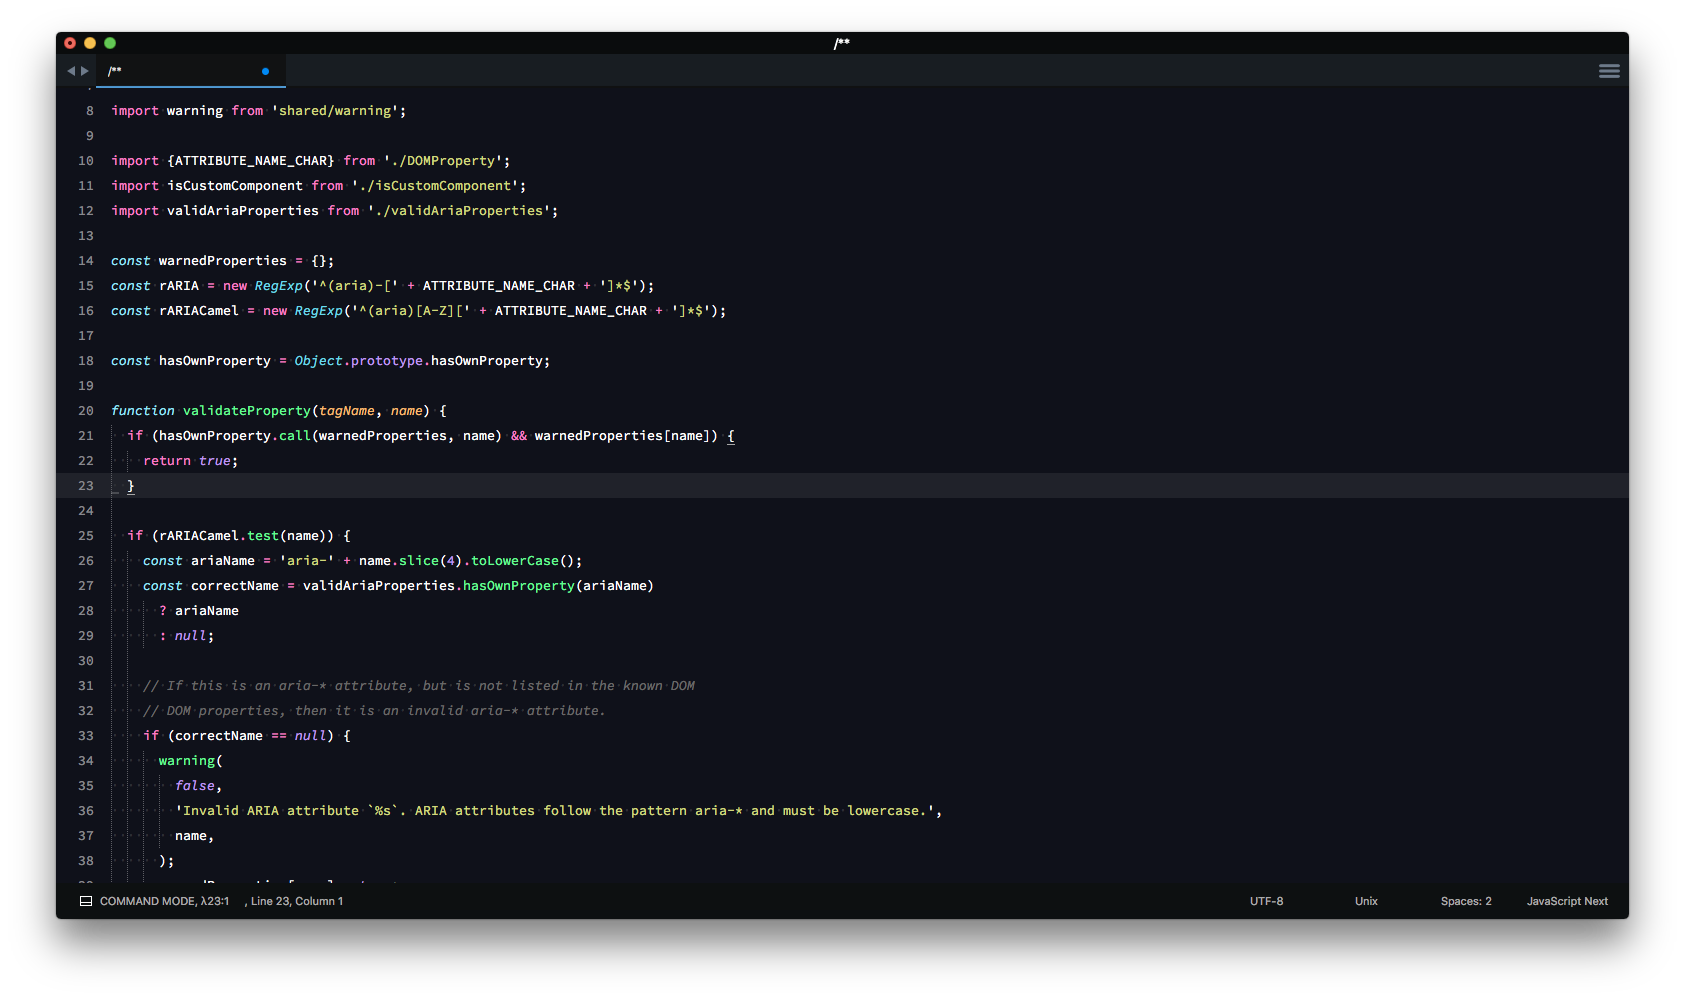 /**
/**
8 import warning from 'shared/warning';
9
10 import {ATTRIBUTE_NAME_CHAR} from './DOMProperty';
11 import isCustomComponent from './isCustomComponent';
12 import validAriaProperties from './validAriaProperties';
13
14 const warnedProperties = {};
15 const rARIA = new RegExp('^(aria)-[' + ATTRIBUTE_NAME_CHAR + ']*$');
16 const rARIACamel = new RegExp('^(aria)[A-Z][' + ATTRIBUTE_NAME_CHAR + ']*$');
17
18 const hasOwnProperty = Object.prototype.hasOwnProperty;
19
20 function validateProperty(tagName, name) {
21   if (hasOwnProperty.call(warnedProperties, name) && warnedProperties[name]) {
22     return true;
23   }
24
25   if (rARIACamel.test(name)) {
26     const ariaName = 'aria-' + name.slice(4).toLowerCase();
27     const correctName = validAriaProperties.hasOwnProperty(ariaName)
28       ? ariaName
29       : null;
30
31     // If this is an aria-* attribute, but is not listed in the known DOM
32     // DOM properties, then it is an invalid aria-* attribute.
33     if (correctName == null) {
34       warning(
35         false,
36         'Invalid ARIA attribute `%s`. ARIA attributes follow the pattern aria-* and must be lowercase.',
37         name,
38       );
COMMAND MODE, λ23:1 , Line 23, Column 1 UTF-8 Unix Spaces: 2 JavaScript Next